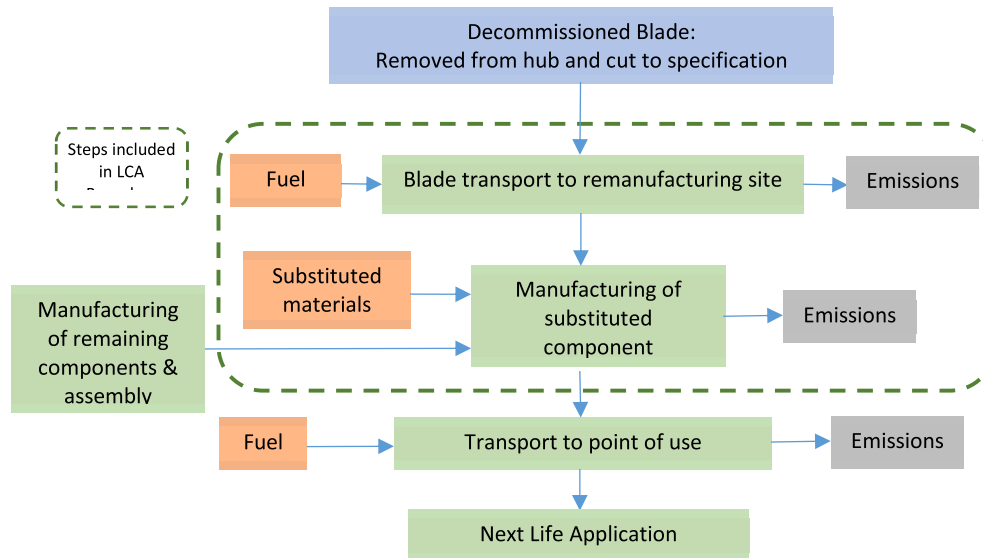 Decommissioned Blade:
Removed from hub and cut to specification
Steps included
in LCA
Fuel
Blade transport to remanufacturing site
Emissions
Substituted
materials
Manufacturing of
substituted
component
Emissions
Manufacturing
of remaining
components &
assembly
Fuel
Transport to point of use
Emissions
Next Life Application